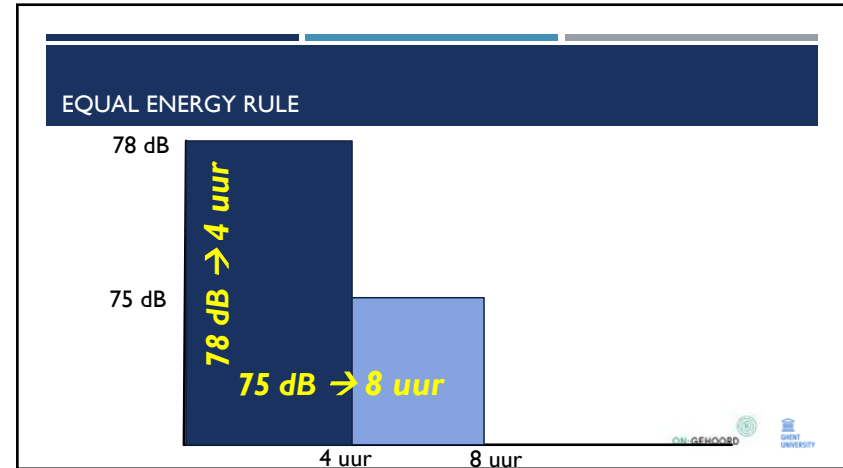 EQUAL ENERGY RULE
78 dB
78 dB → 4 uur
75 dB
75 dB → 8 uur
4 uur
8 uur
ON-GEHOORD
GHENT
UNIVERSITY